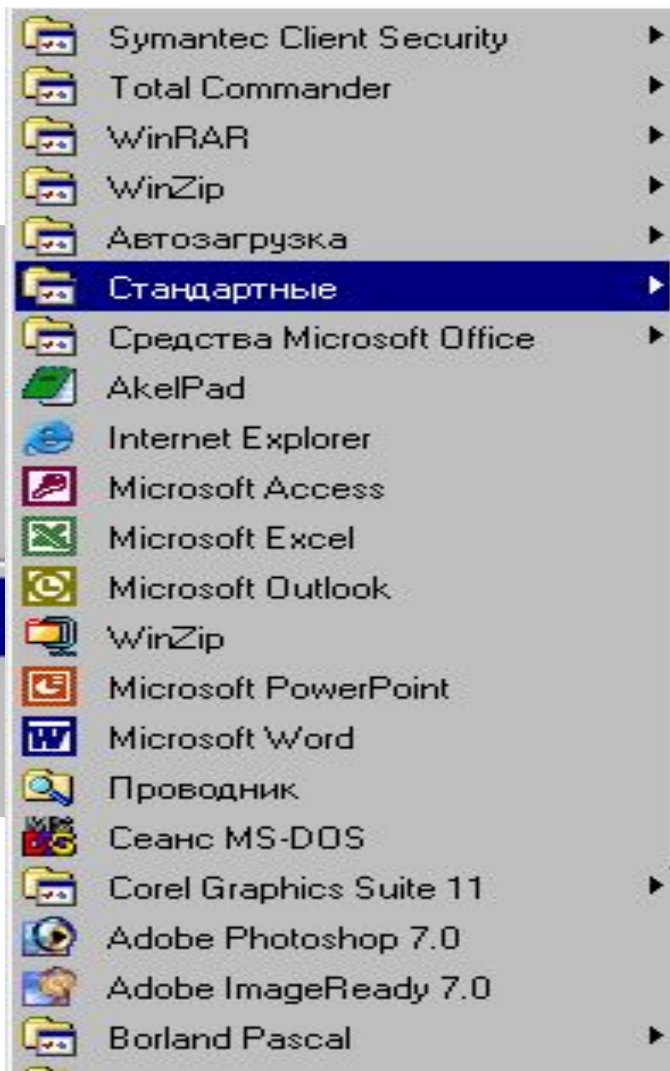 Symantec Client Security
Total Commander
WinRAR
WinZip
Автозагрузка
Стандартные
Средства Microsoft Office
AkelPad
Internet Explorer
Microsoft Access
Microsoft Excel
Microsoft Outlook
WinZip
Microsoft PowerPoint
Microsoft Word
Проводник
Сеанс MS-DOS
Corel Graphics Suite 11
Adobe Photoshop 7.0
Adobe ImageReady 7.0
Borland Pascal